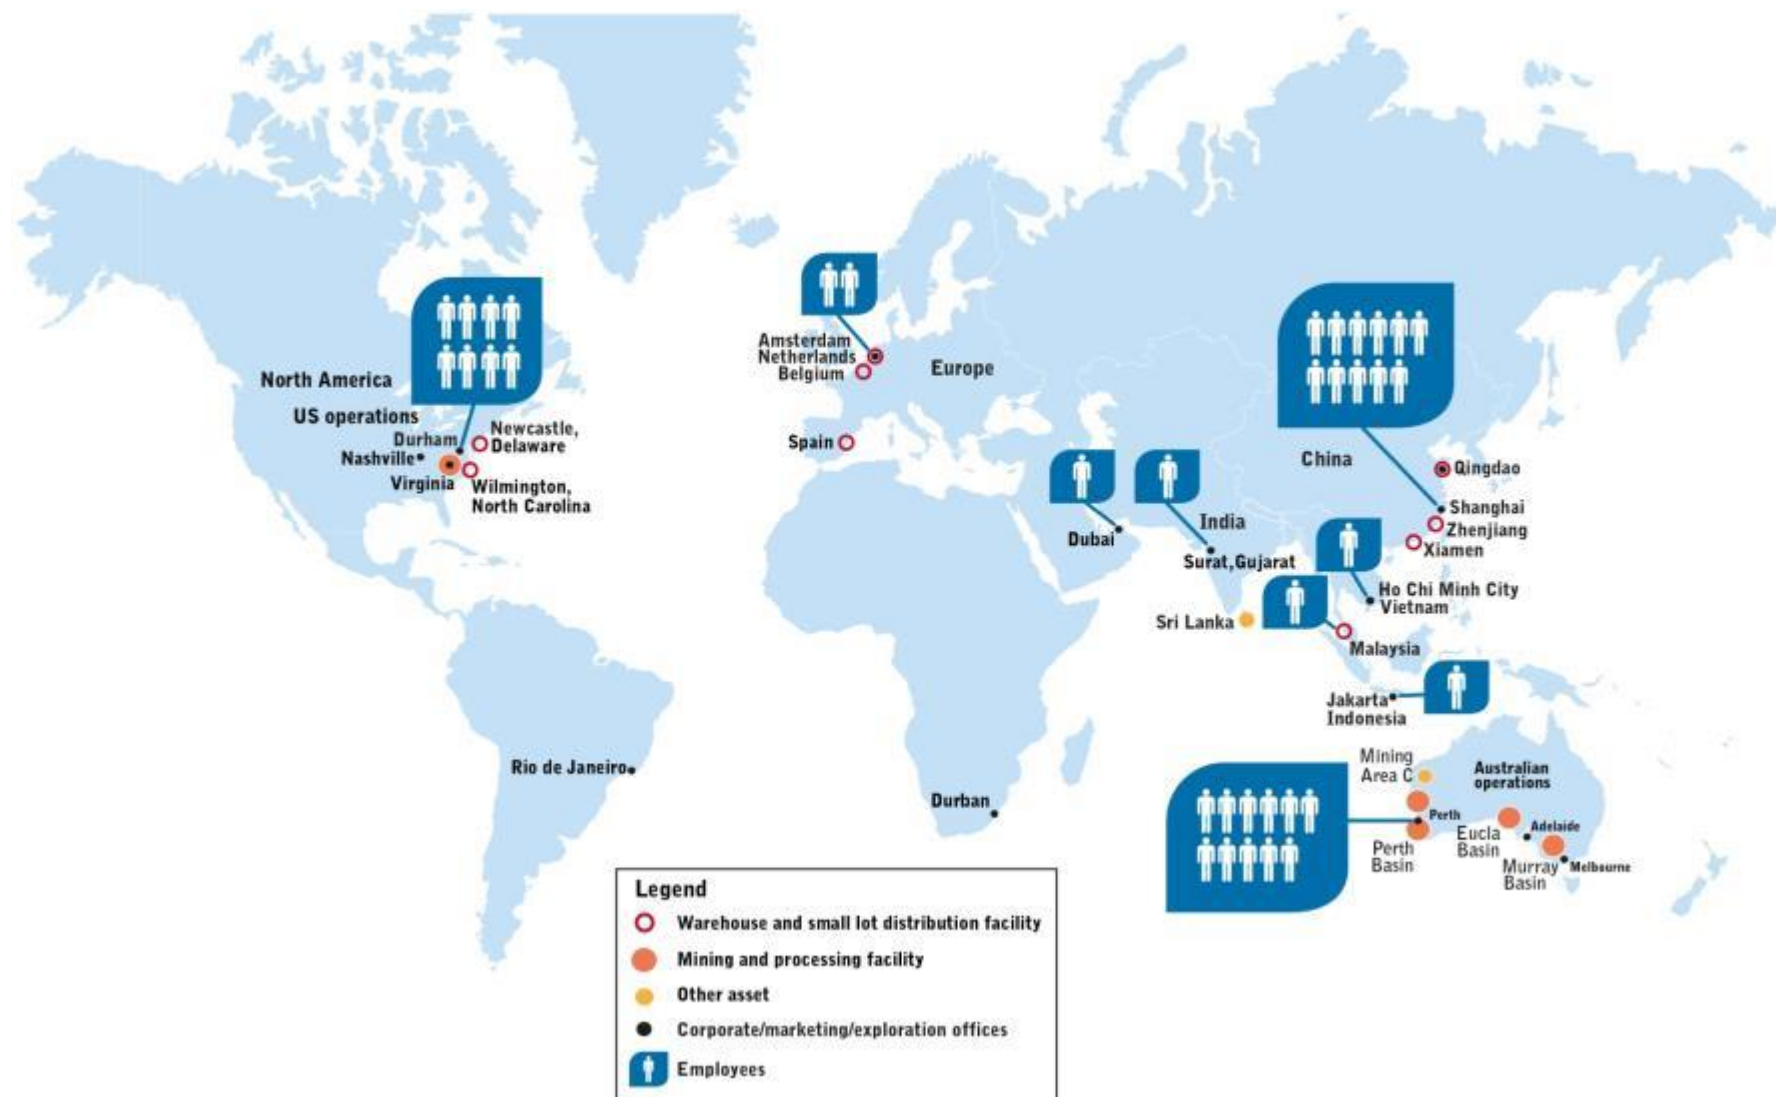 North America
US operations
Durham
Nashville
Virginia
Newcastle,
Delaware
Wilmington,
North Carolina
Amsterdam
Netherlands
Belgium
Europe
Spain
China
Qingdao
Shanghai
Zhenjiang
Xiamen
Dubai
India
Surat,Gujarat
Ho Chi Minh City
Vietnam
Sri Lanka
Malaysia
Jakarta
Indonesia
Rio de Janeiro
Durban
Mining
Area C
Australian
operations
Perth
Perth
Basin
Eucla
Basin
Adelaide
Murray
Basin
Melbourne
Legend
Warehouse and small lot distribution facility
Mining and processing facility
Other asset
Corporate/marketing/exploration offices
Employees